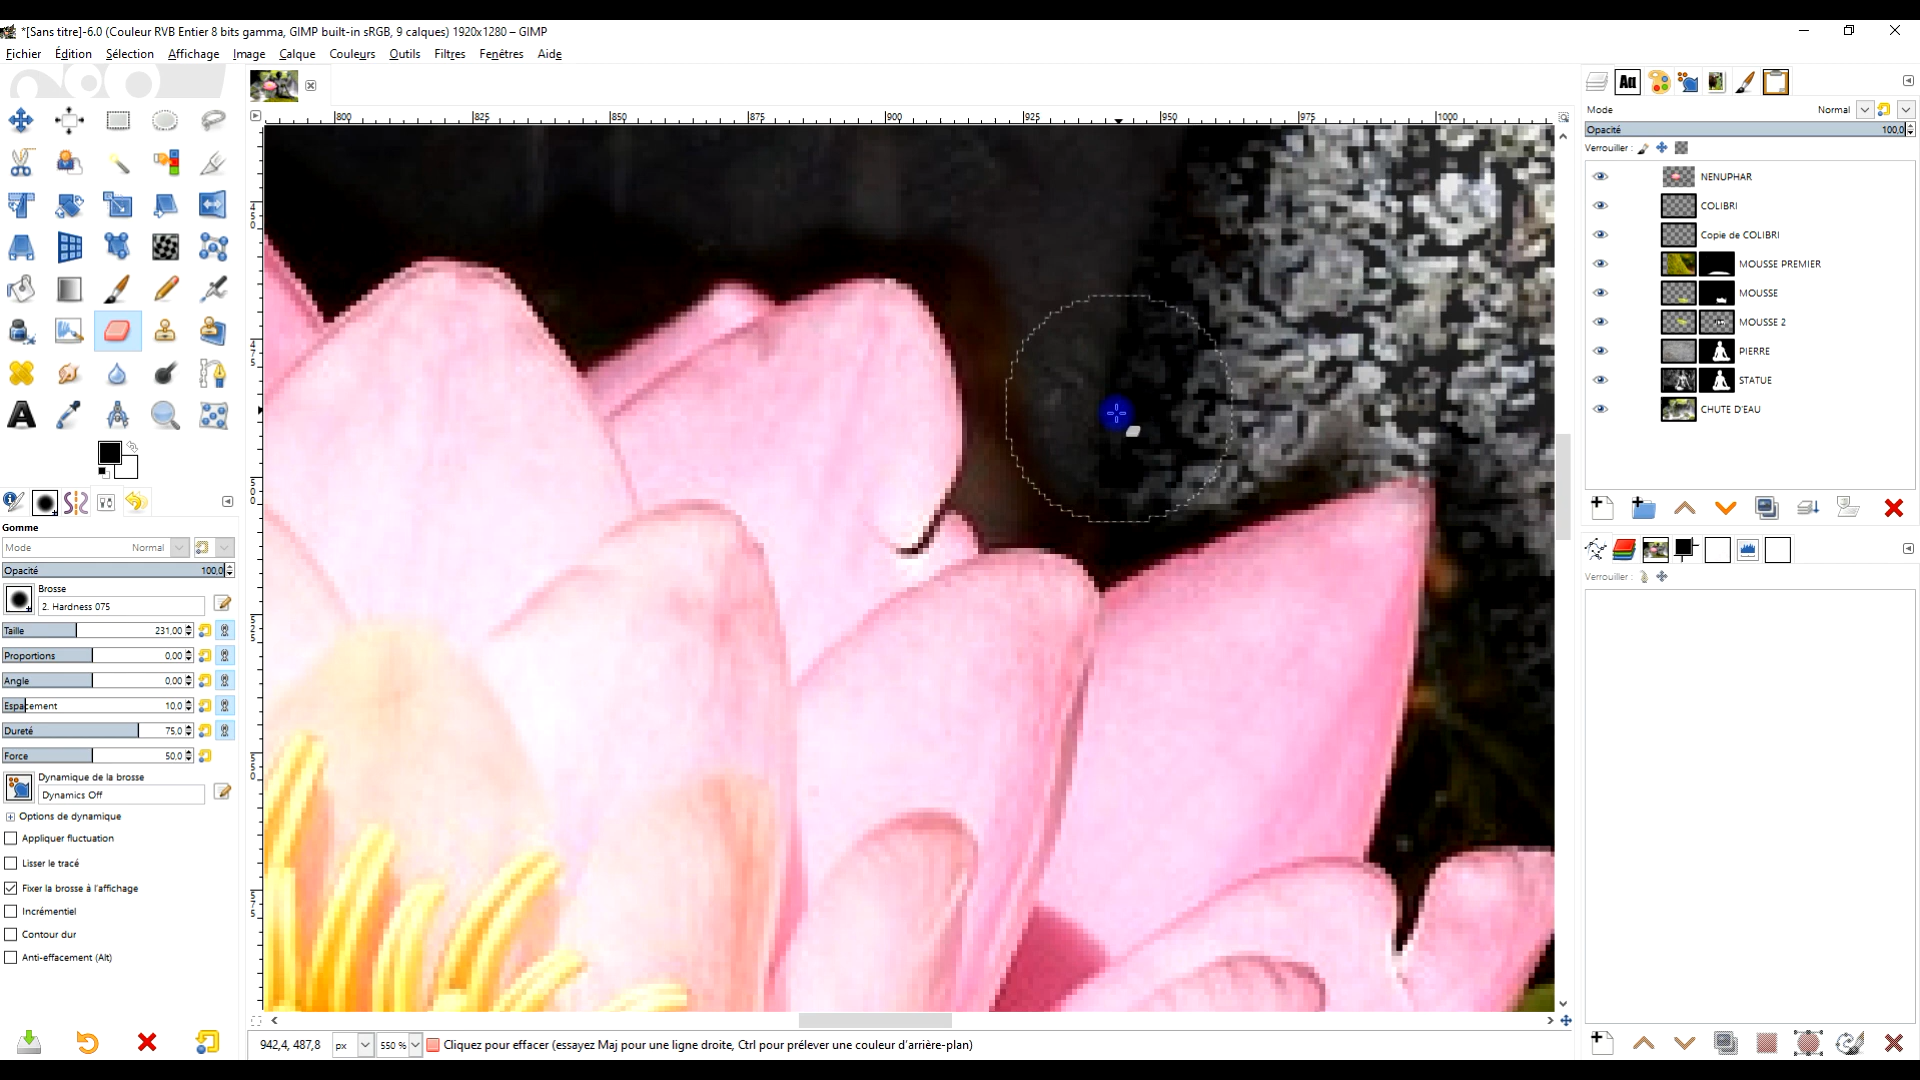 *[Sans titre]-6.0 (Couleur RVB Entier 8 bits gamma, GIMP built-in sRGB, 9 calques) 1920x1280 – GIMP
Fichier Édition Sélection Affichage Image Calque Couleurs Outils Filtres Fenêtres Aide
800 825 850 875 900 925 950 975 1000
450
475
500
525
550
575
Gomme
Mode Normal
Opacité 100,0
Brosse
2. Hardness 075
Taille 231,00
Proportions 0,00
Angle 0,00
Espacement 10,0
Dureté 75,0
Force 50,0
Dynamique de la brosse
Dynamics Off
Options de dynamique
Appliquer fluctuation
Lisser le tracé
Fixer la brosse à l'affichage
Incrémentiel
Contour dur
Anti-effacement (Alt)
942,4, 487,8 px 550 % Cliquez pour effacer (essayez Maj pour une ligne droite, Ctrl pour prélever une couleur d'arrière-plan)
Aa
Mode Normal
Opacité 100,0
Verrouiller :
NENUPHAR
COLIBRI
Copie de COLIBRI
MOUSSE PREMIER
MOUSSE
MOUSSE 2
PIERRE
STATUE
CHUTE D'EAU
Verrouiller :